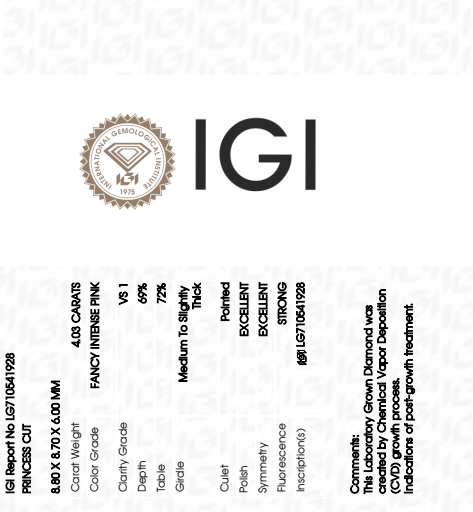 INTERNATIONAL GEMOLOGICAL INSTITUTE
IGI
1975
IGI
IGI Report No LG710541928
PRINCESS CUT
8.80 X 8.70 X 6.00 MM
Carat Weight 4.03 CARATS
Color Grade FANCY INTENSE PINK
Clarity Grade VS 1
Depth 69%
Table 72%
Girdle Medium To Slightly
Thick
Culet Pointed
Polish EXCELLENT
Symmetry EXCELLENT
Fluorescence STRONG
Inscription(s) IGI LG710541928
Comments:
This Laboratory Grown Diamond was
created by Chemical Vapor Deposition
(CVD) growth process.
Indications of post-growth treatment.